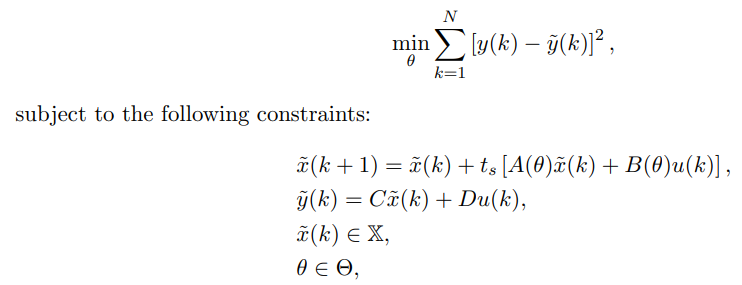 min_θ ∑_{k=1}^{N} [y(k) − ỹ(k)]² ,
subject to the following constraints:
x̃(k + 1) = x̃(k) + t_s [A(θ)x̃(k) + B(θ)u(k)] ,
ỹ(k) = Cx̃(k) + Du(k),
x̃(k) ∈ 𝕏,
θ ∈ Θ,